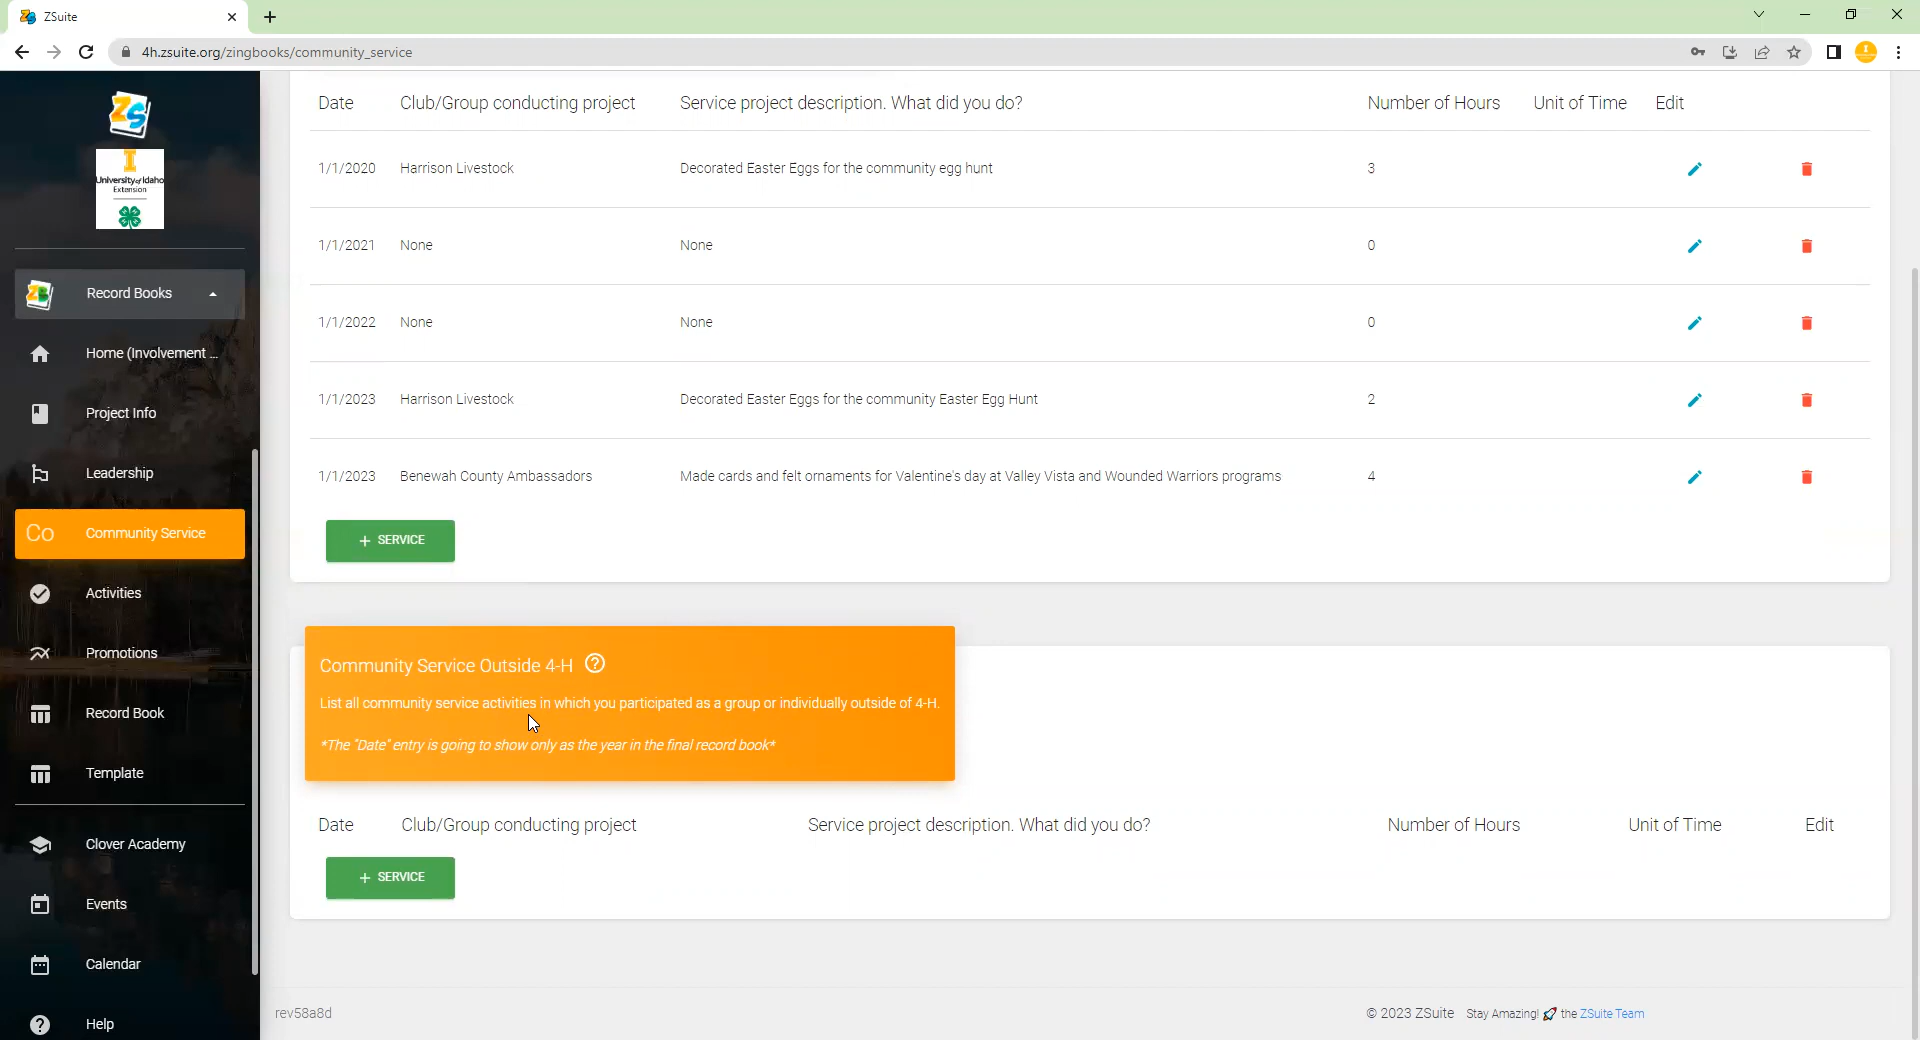 ZSuite
4h.zsuite.org/zingbooks/community_service
University of Idaho
Extension
Record Books
Home (Involvement ...
Project Info
Leadership
Co Community Service
Activities
Promotions
Record Book
Template
Clover Academy
Events
Calendar
Help
Date Club/Group conducting project Service project description. What did you do? Number of Hours Unit of Time Edit
1/1/2020 Harrison Livestock Decorated Easter Eggs for the community egg hunt 3
1/1/2021 None None 0
1/1/2022 None None 0
1/1/2023 Harrison Livestock Decorated Easter Eggs for the community Easter Egg Hunt 2
1/1/2023 Benewah County Ambassadors Made cards and felt ornaments for Valentine's day at Valley Vista and Wounded Warriors programs 4
+ SERVICE
Community Service Outside 4-H
List all community service activities in which you participated as a group or individually outside of 4-H.
*The "Date" entry is going to show only as the year in the final record book*
Date Club/Group conducting project Service project description. What did you do? Number of Hours Unit of Time Edit
+ SERVICE
rev58a8d
© 2023 ZSuite Stay Amazing! 🚀 the ZSuite Team